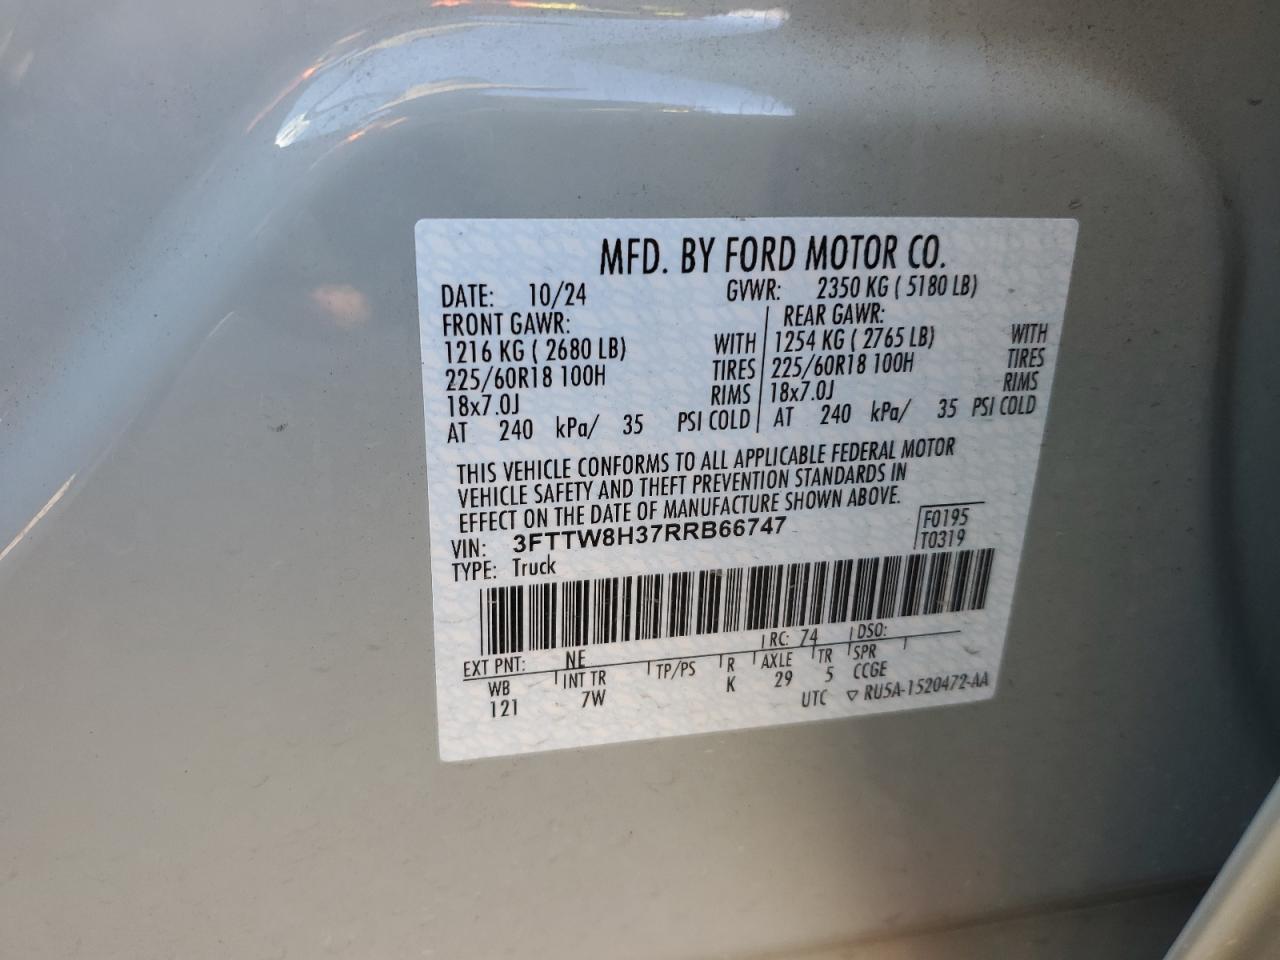 MFD. BY FORD MOTOR CO.
DATE: 10/24 GVWR: 2350 KG ( 5180 LB)
FRONT GAWR: REAR GAWR:
1216 KG ( 2680 LB) WITH 1254 KG ( 2765 LB) WITH
225/60R18 100H TIRES 225/60R18 100H TIRES
18x7.0J RIMS 18x7.0J RIMS
AT 240 kPa/ 35 PSI COLD AT 240 kPa/ 35 PSI COLD
THIS VEHICLE CONFORMS TO ALL APPLICABLE FEDERAL MOTOR
VEHICLE SAFETY AND THEFT PREVENTION STANDARDS IN
EFFECT ON THE DATE OF MANUFACTURE SHOWN ABOVE.
VIN: 3FTTW8H37RRB66747 F0195
TYPE: Truck T0319
EXT PNT: NE RC: 74 DSO:
WB INT TR TP/PS R AXLE TR SPR
121 7W K 29 5 CCGE
UTC ▽ RU5A-1520472-AA